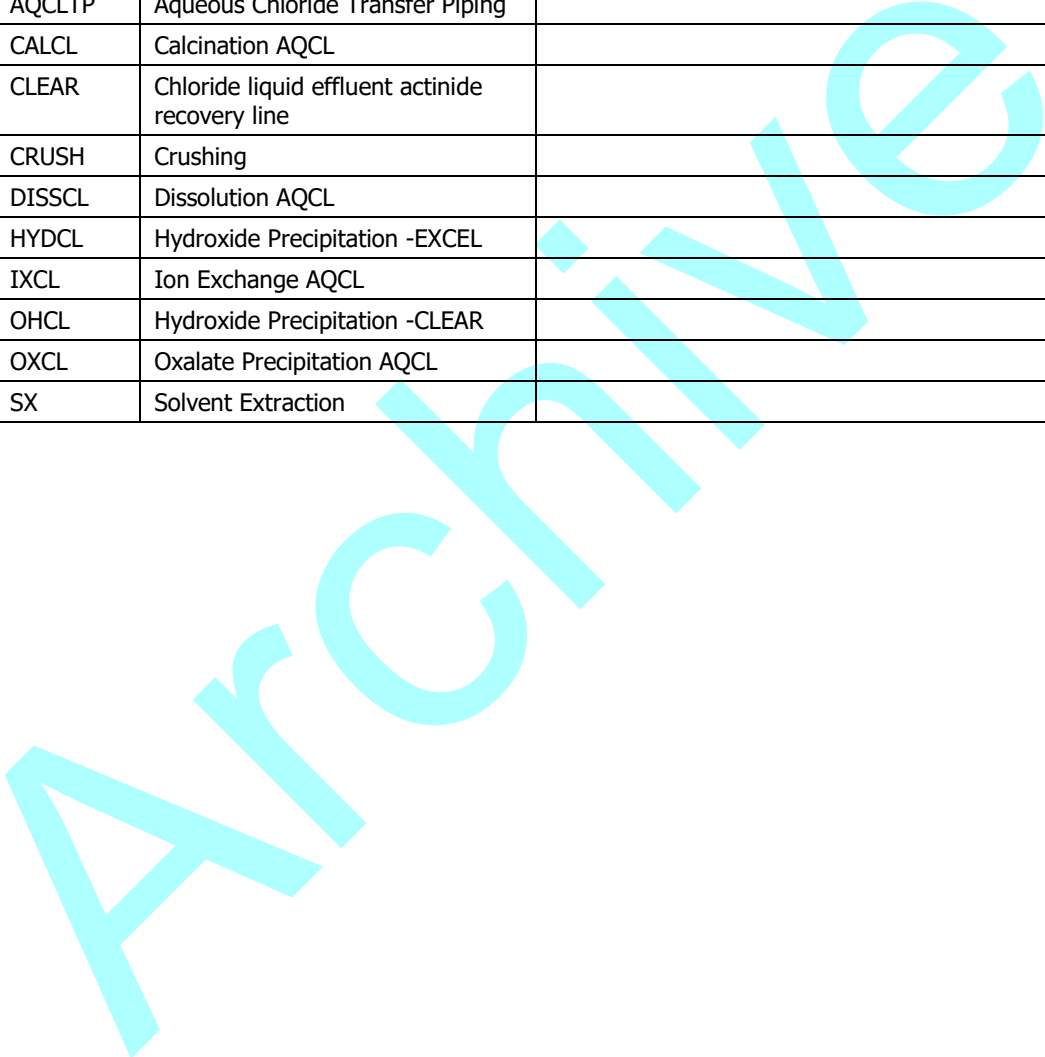 AQCLTP Aqueous Chloride Transfer Piping
CALCL Calcination AQCL
CLEAR Chloride liquid effluent actinide
recovery line
CRUSH Crushing
DISSCL Dissolution AQCL
HYDCL Hydroxide Precipitation -EXCEL
IXCL Ion Exchange AQCL
OHCL Hydroxide Precipitation -CLEAR
OXCL Oxalate Precipitation AQCL
SX Solvent Extraction
Archive